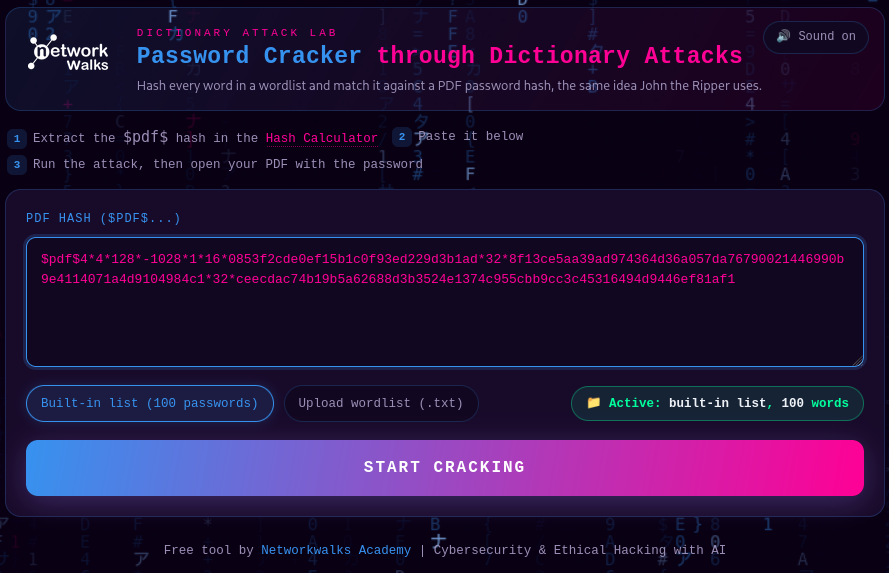 networkwalks
DICTIONARY ATTACK LAB
Password Cracker through Dictionary Attacks
Hash every word in a wordlist and match it against a PDF password hash, the same idea John the Ripper uses.
🔊 Sound on
1 Extract the $pdf$ hash in the Hash Calculator 2 Paste it below
3 Run the attack, then open your PDF with the password
PDF HASH ($PDF$...)
$pdf$4*4*128*-1028*1*16*0853f2cde0ef15b1c0f93ed229d3b1ad*32*8f13ce5aa39ad974364d36a057da76790021446990b
9e4114071a4d9104984c1*32*ceecdac74b19b5a62688d3b3524e1374c955cbb9cc3c45316494d9446ef81af1
Built-in list (100 passwords)
Upload wordlist (.txt)
📁 Active: built-in list, 100 words
START CRACKING
Free tool by Networkwalks Academy | Cybersecurity & Ethical Hacking with AI